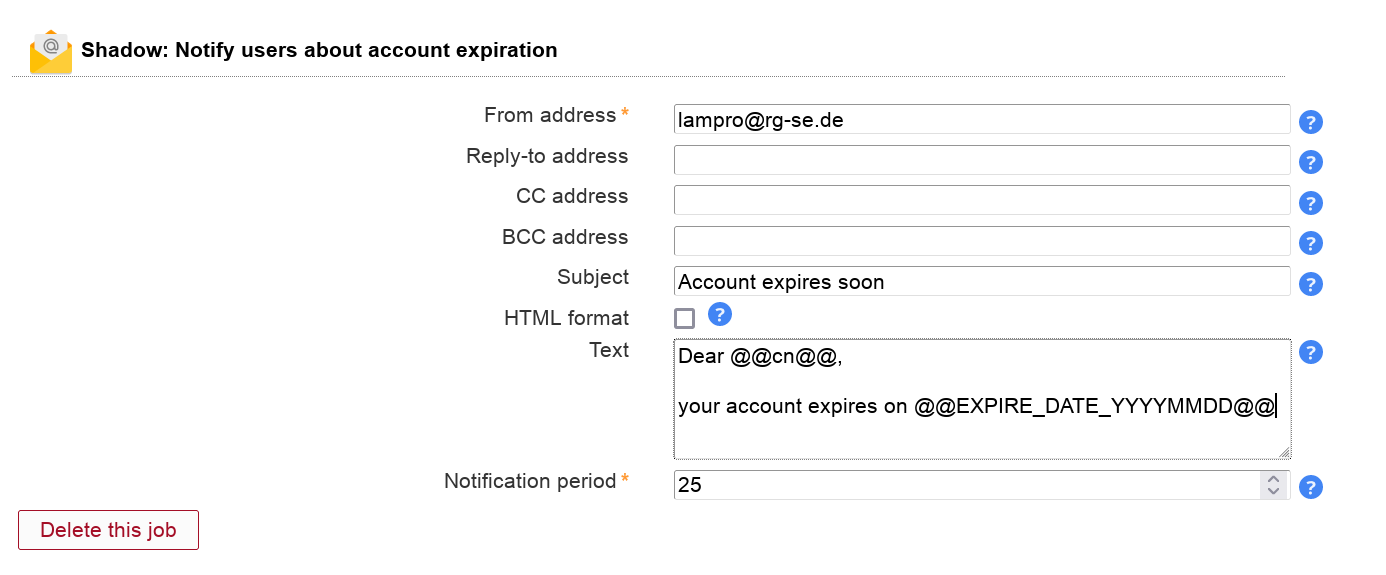 @
Shadow: Notify users about account expiration
From address * lampro@rg-se.de ?
Reply-to address ?
CC address ?
BCC address ?
Subject Account expires soon ?
HTML format ?
Text Dear @@cn@@, ?
your account expires on @@EXPIRE_DATE_YYYYMMDD@@
Notification period * 25 ?
Delete this job